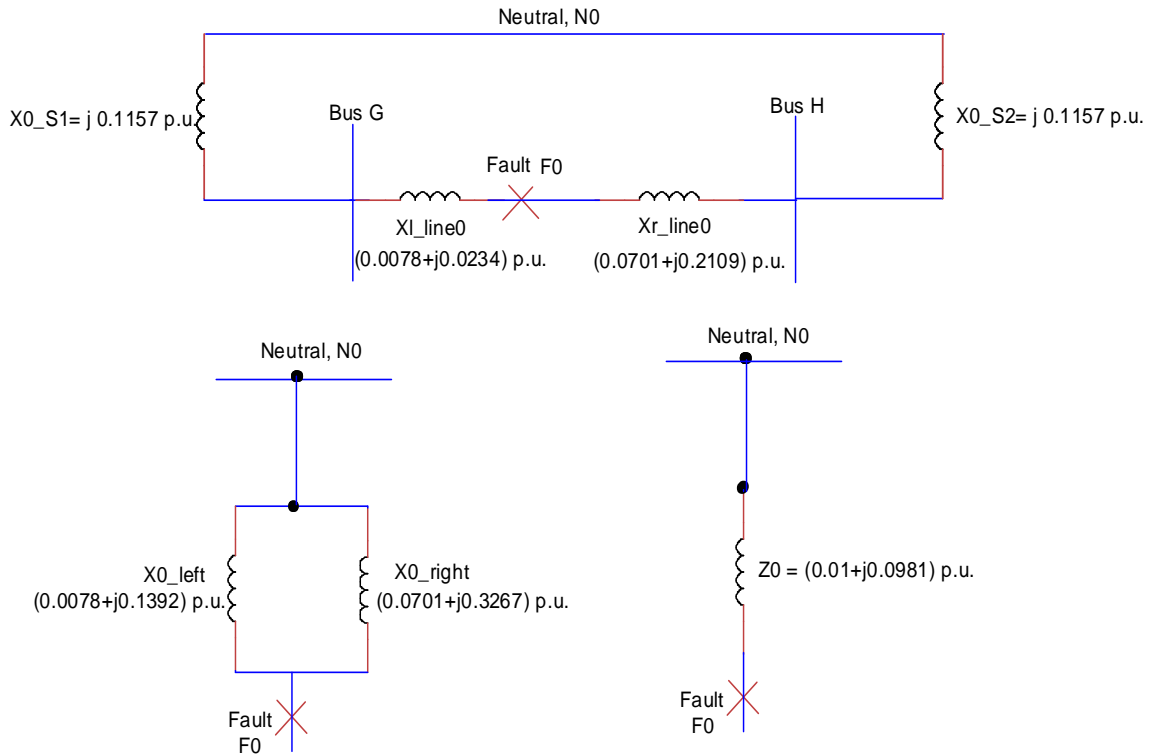 Neutral, N0
X0_S1= j 0.1157 p.u.
Bus G
Bus H
X0_S2= j 0.1157 p.u.
Fault F0
Xl_line0
(0.0078+j0.0234) p.u.
Xr_line0
(0.0701+j0.2109) p.u.
Neutral, N0
X0_left
(0.0078+j0.1392) p.u.
X0_right
(0.0701+j0.3267) p.u.
Fault
F0
Neutral, N0
Z0 = (0.01+j0.0981) p.u.
Fault
F0